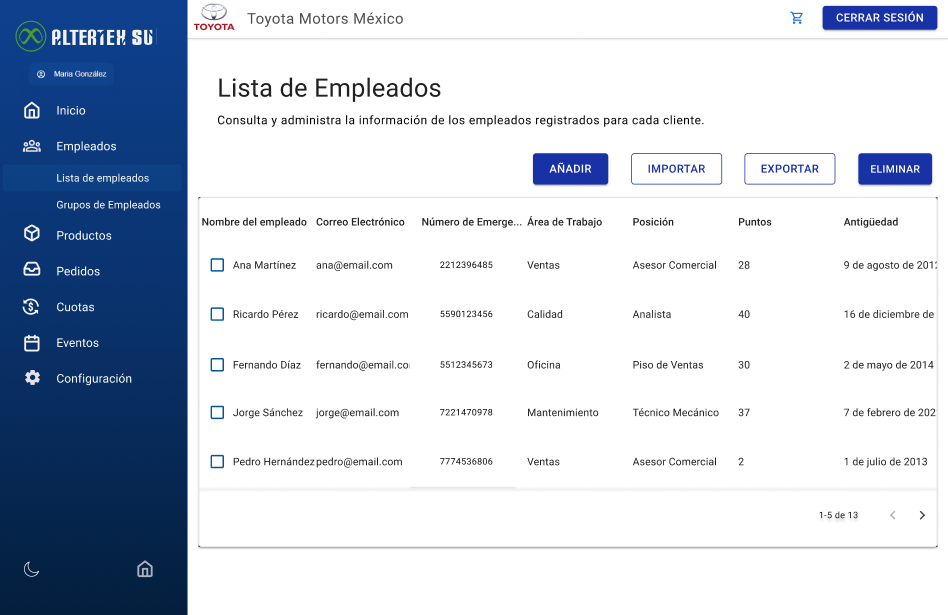 ALTERTEX SU
Maria González
Inicio
Empleados
Lista de empleados
Grupos de Empleados
Productos
Pedidos
Cuotas
Eventos
Configuración
TOYOTA
Toyota Motors México
CERRAR SESIÓN
Lista de Empleados
Consulta y administra la información de los empleados registrados para cada cliente.
AÑADIR IMPORTAR EXPORTAR ELIMINAR
Nombre del empleado Correo Electrónico Número de Emerge... Área de Trabajo Posición Puntos Antigüedad
Ana Martínez ana@email.com 2212396485 Ventas Asesor Comercial 28 9 de agosto de 2012
Ricardo Pérez ricardo@email.com 5590123456 Calidad Analista 40 16 de diciembre de
Fernando Díaz fernando@email.co 5512345673 Oficina Piso de Ventas 30 2 de mayo de 2014
Jorge Sánchez jorge@email.com 7221470978 Mantenimiento Técnico Mecánico 37 7 de febrero de 202
Pedro Hernández pedro@email.com 7774536806 Ventas Asesor Comercial 2 1 de julio de 2013
1-5 de 13